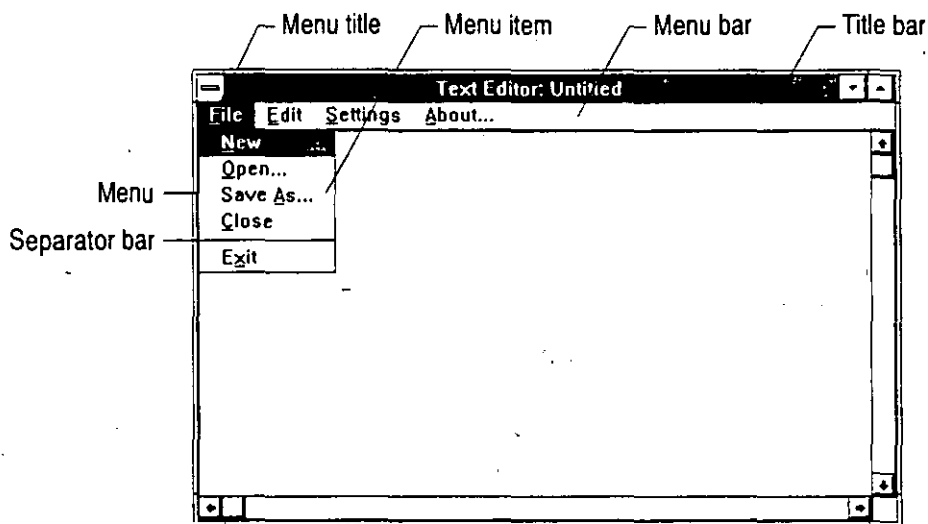 Menu title Menu item Menu bar Title bar
Text Editor: Untitled
File Edit Settings About...
New
Open...
Menu
Save As...
Close
Separator bar
Exit